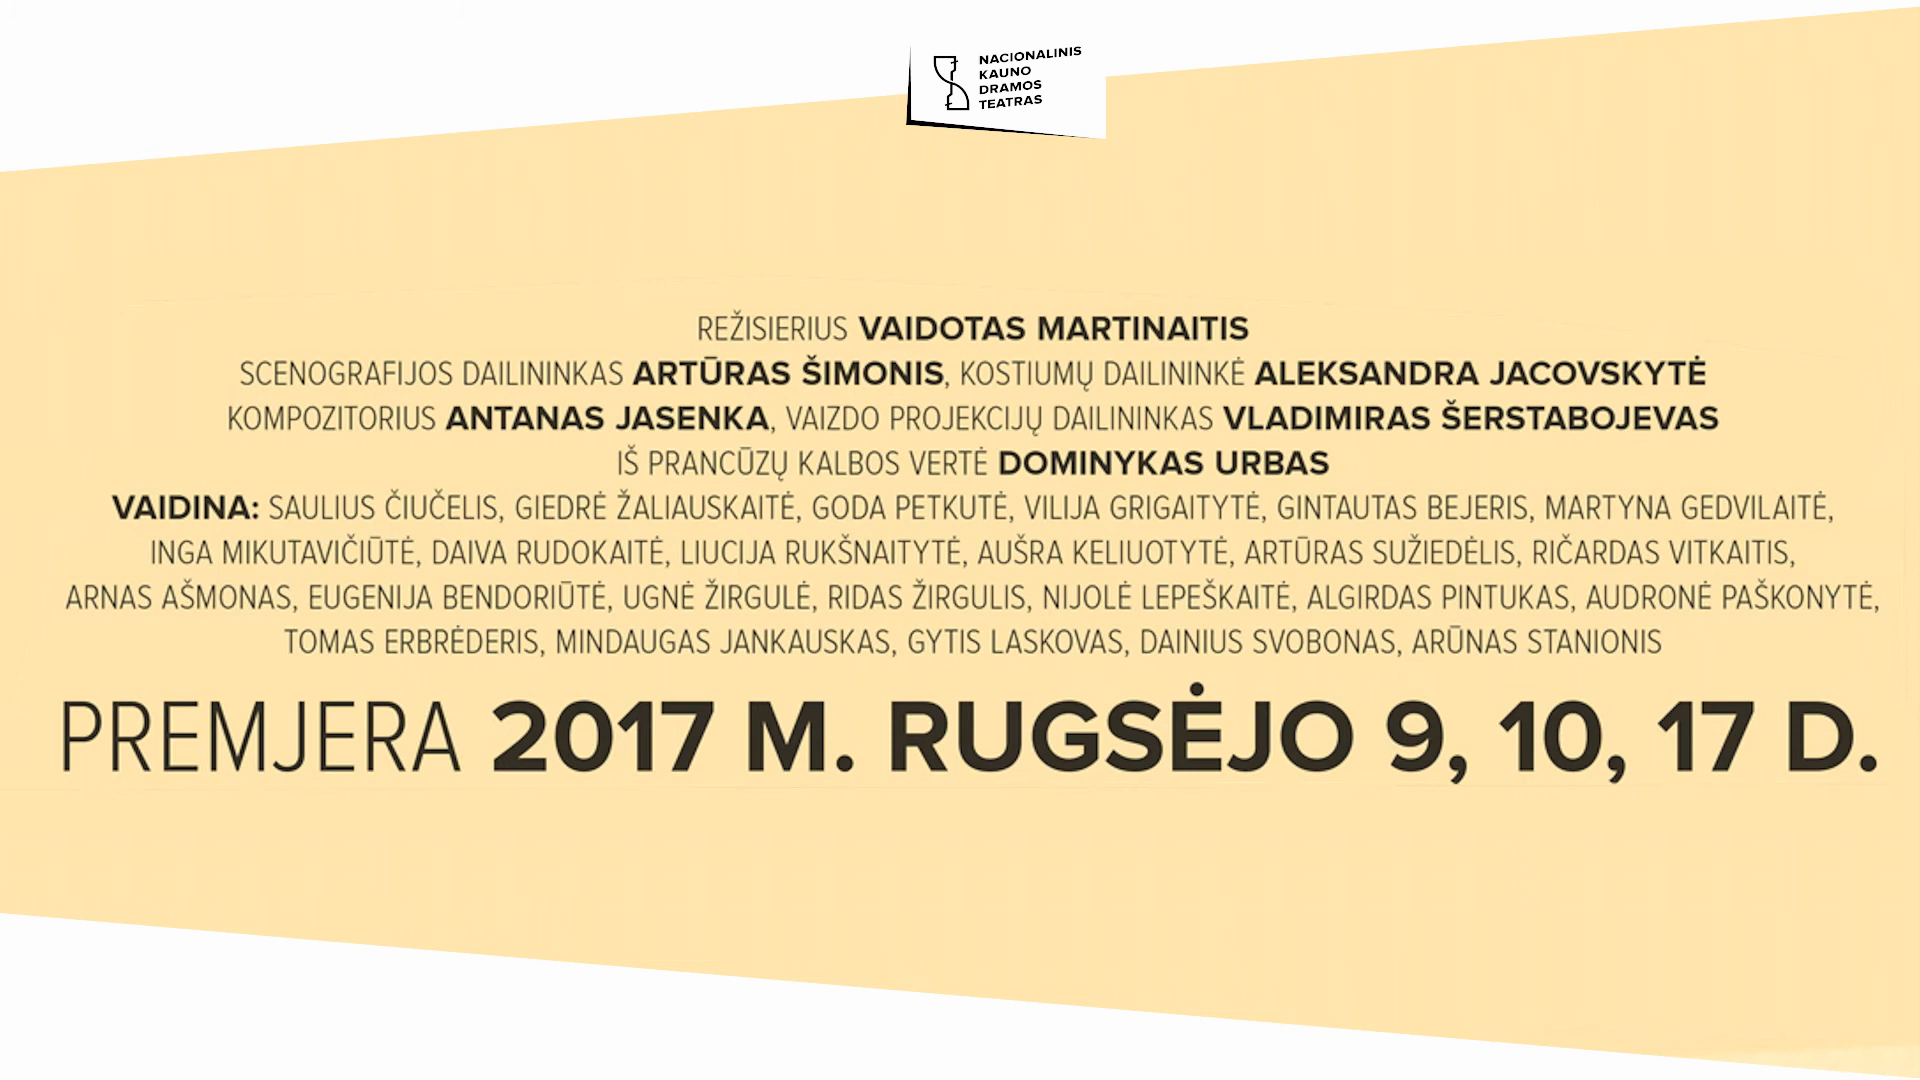 NACIONALINIS
KAUNO
DRAMOS
TEATRAS
REŽISIERIUS VAIDOTAS MARTINAITIS
SCENOGRAFIJOS DAILININKAS ARTŪRAS ŠIMONIS, KOSTIUMŲ DAILININKĖ ALEKSANDRA JACOVSKYTĖ
KOMPOZITORIUS ANTANAS JASENKA, VAIZDO PROJEKCIJŲ DAILININKAS VLADIMIRAS ŠERSTABOJEVAS
IŠ PRANCŪZŲ KALBOS VERTĖ DOMINYKAS URBAS
VAIDINA: SAULIUS ČIUČELIS, GIEDRĖ ŽALIAUSKAITĖ, GODA PETKUTĖ, VILIJA GRIGAITYTĖ, GINTAUTAS BEJERIS, MARTYNA GEDVILAITĖ,
INGA MIKUTAVIČIŪTĖ, DAIVA RUDOKAITĖ, LIUCIJA RUKŠNAITYTĖ, AUŠRA KELIUOTYTĖ, ARTŪRAS SUŽIEDĖLIS, RIČARDAS VITKAITIS,
ARNAS AŠMONAS, EUGENIJA BENDORIŪTĖ, UGNĖ ŽIRGULĖ, RIDAS ŽIRGULIS, NIJOLĖ LEPEŠKAITĖ, ALGIRDAS PINTUKAS, AUDRONĖ PAŠKONYTĖ,
TOMAS ERBRĖDERIS, MINDAUGAS JANKAUSKAS, GYTIS LASKOVAS, DAINIUS SVOBONAS, ARŪNAS STANIONIS
PREMJERA 2017 M. RUGSĖJO 9, 10, 17 D.